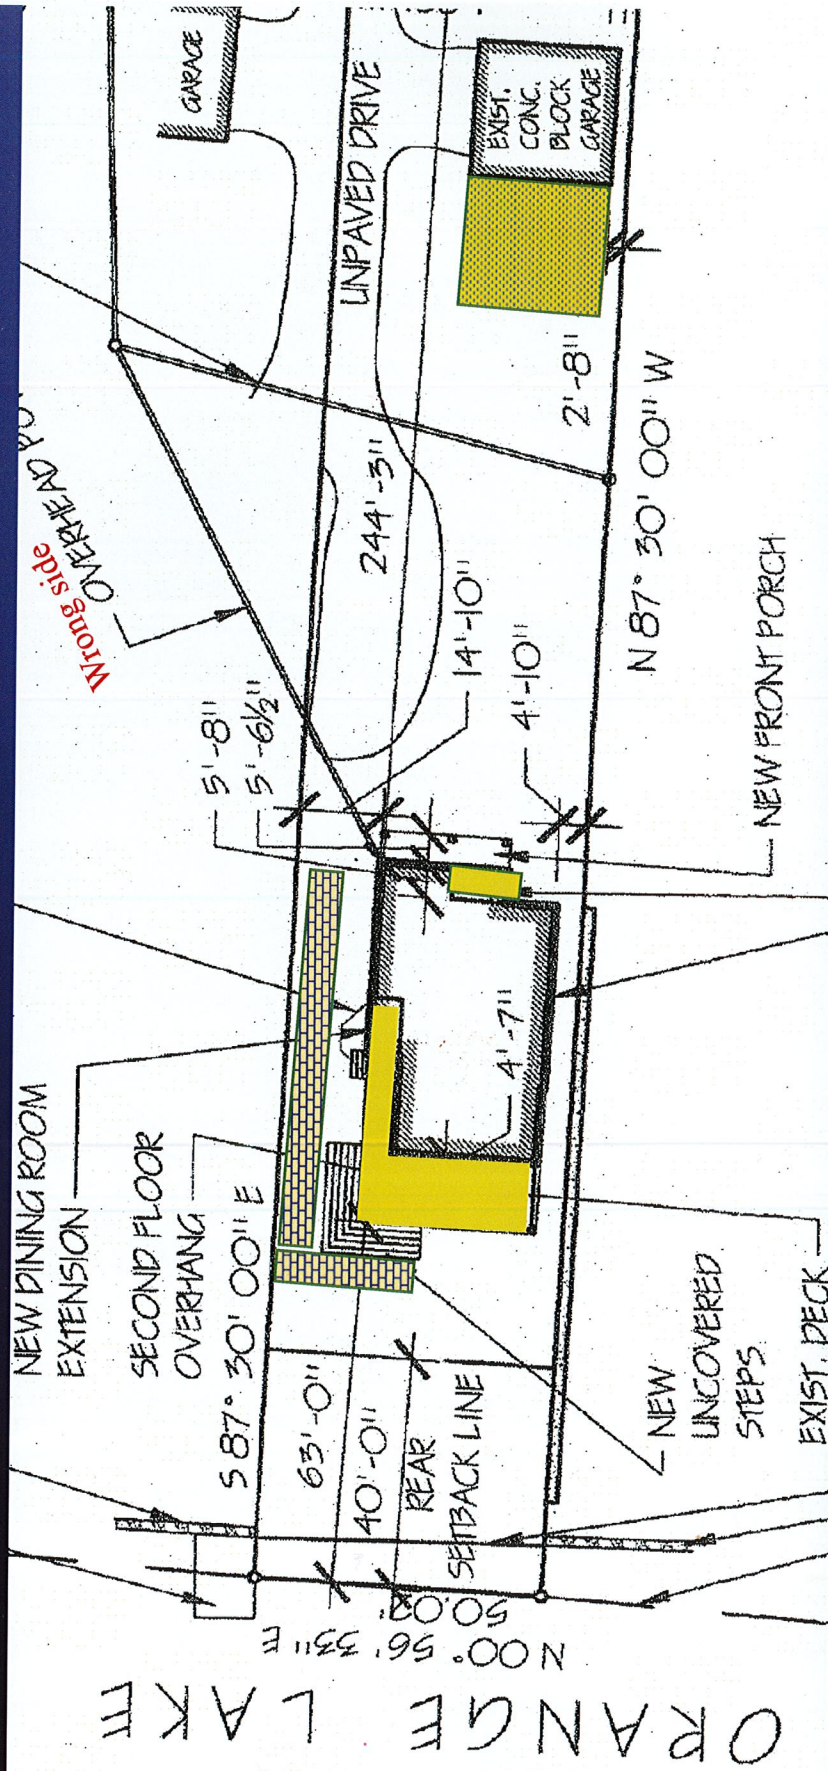 GARAGE
EXIST.
CONC.
BLOCK
GARAGE
UNPAVED DRIVE
2'-8"
N 87° 30' 00" W
244'-3"
Wrong side
OVERHEAD
14'-10"
4'-10"
5'-8"
5'-6½"
NEW FRONT PORCH
4'-7"
NEW DINING ROOM
EXTENSION
SECOND FLOOR
OVERHANG
S 87° 30' 00" E
63'-0"
40'-0"
REAR
SETBACK LINE
NEW
UNCOVERED
STEPS
EXIST. DECK
50.02'
N 00° 56' 33" E
ORANGE LAKE